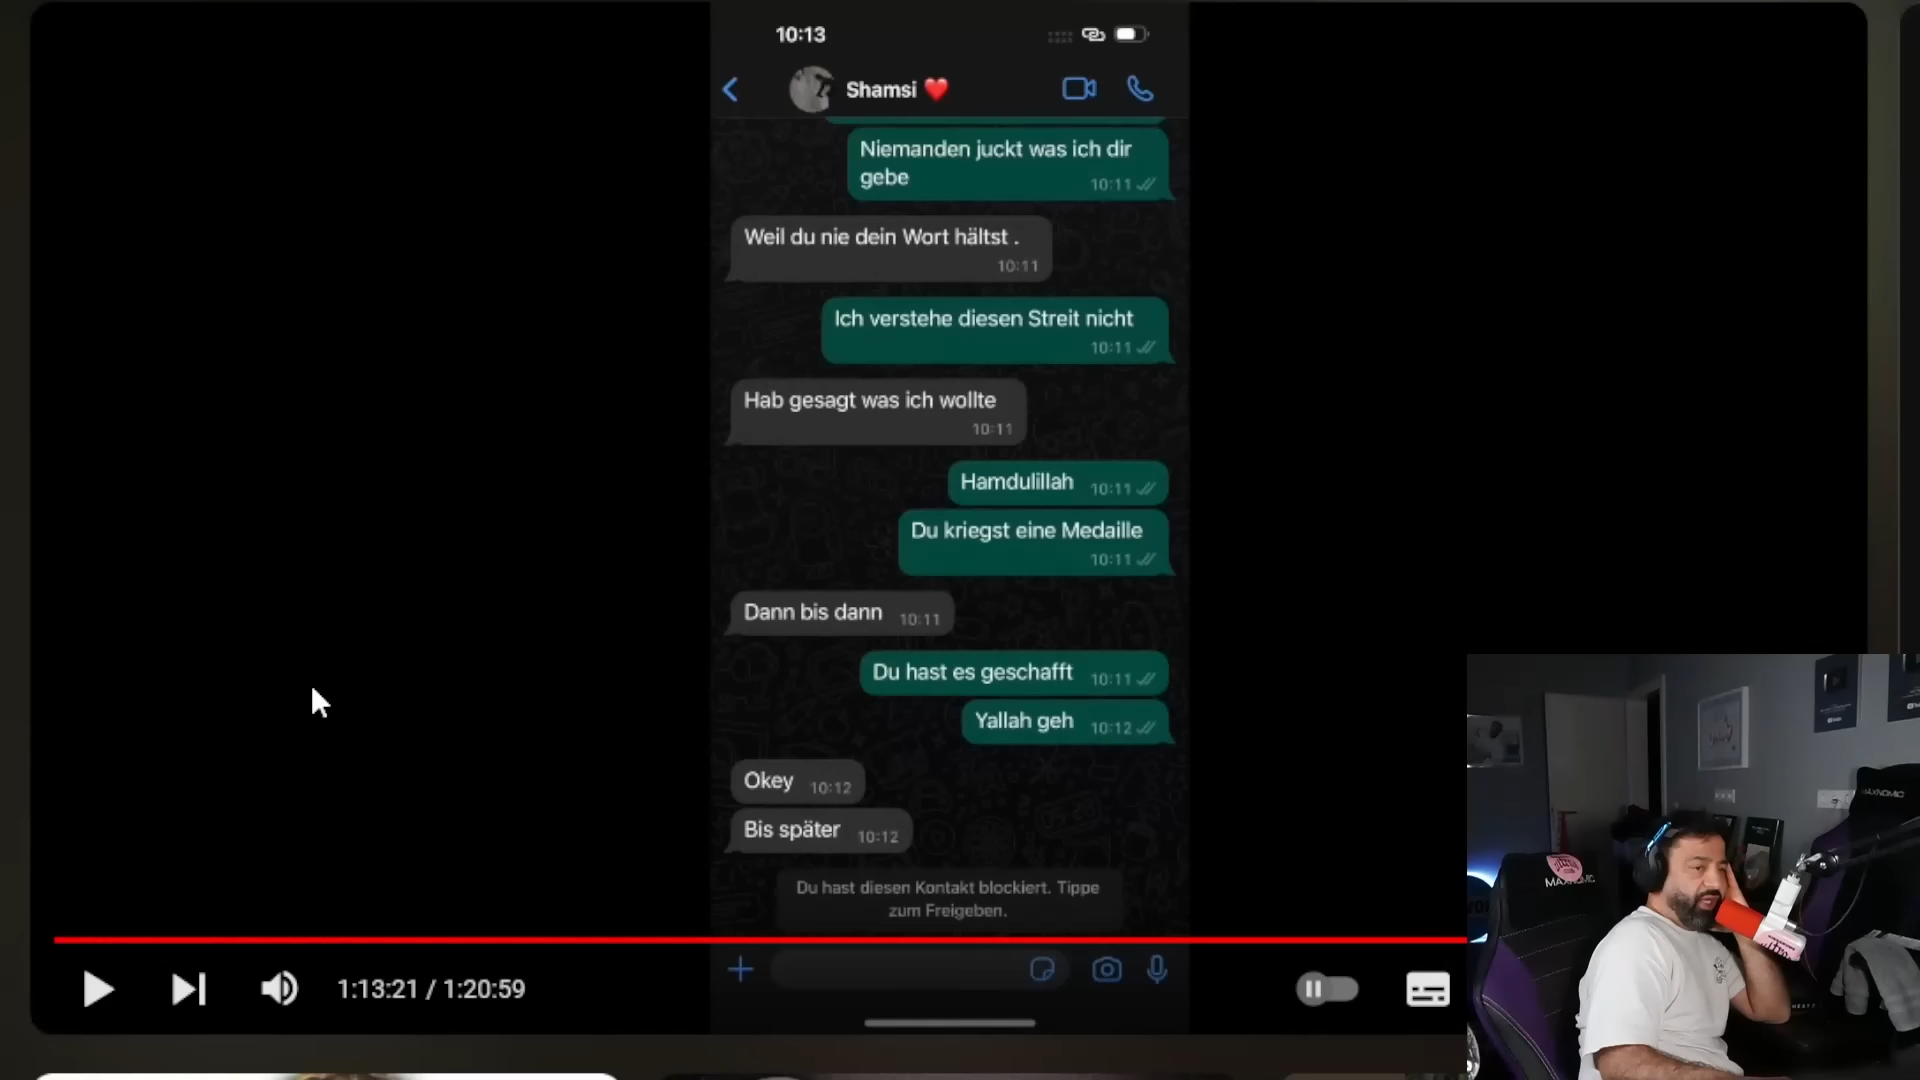 10:13
Shamsi ❤️
Niemanden juckt was ich dir
gebe
10:11
Weil du nie dein Wort hältst .
10:11
Ich verstehe diesen Streit nicht
10:11
Hab gesagt was ich wollte
10:11
Hamdulillah 10:11
Du kriegst eine Medaille
10:11
Dann bis dann 10:11
Du hast es geschafft 10:11
Yallah geh 10:12
Okey 10:12
Bis später 10:12
Du hast diesen Kontakt blockiert. Tippe
zum Freigeben.
1:13:21 / 1:20:59
MAXNOMIC
MAXNOMIC